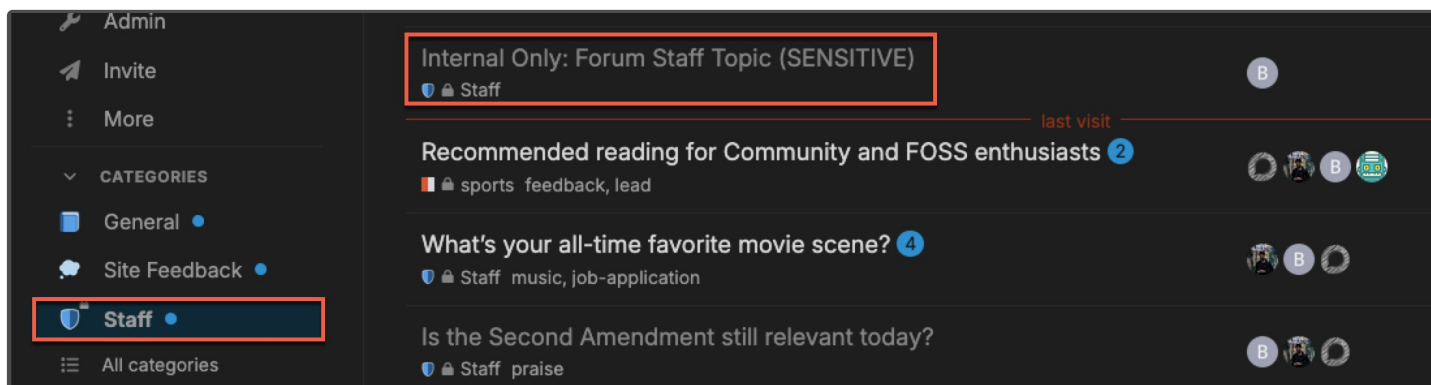 Admin
Invite
More
CATEGORIES
General
Site Feedback
Staff
All categories
Internal Only: Forum Staff Topic (SENSITIVE)
Staff
B
last visit
Recommended reading for Community and FOSS enthusiasts 2
sports feedback, lead
B
What's your all-time favorite movie scene? 4
Staff music, job-application
B
Is the Second Amendment still relevant today?
Staff praise
B